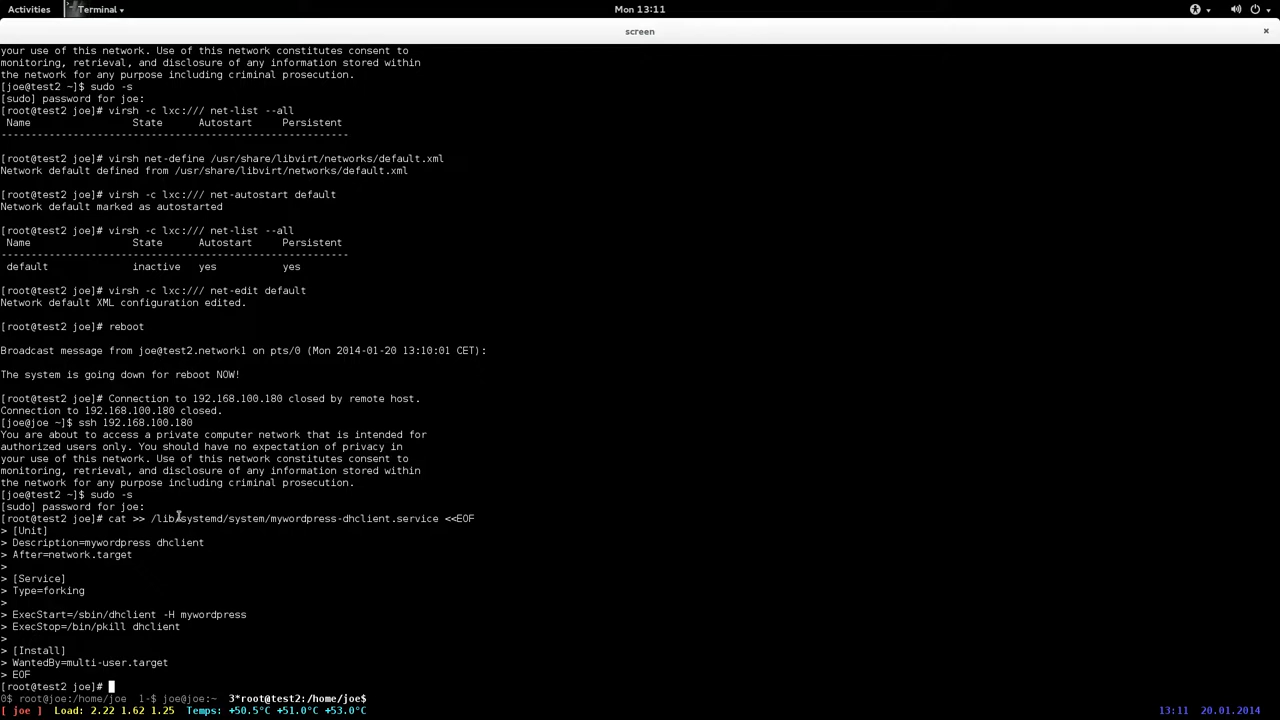 Activities Terminal Mon 13:11
screen
your use of this network. Use of this network constitutes consent to
monitoring, retrieval, and disclosure of any information stored within
the network for any purpose including criminal prosecution.
[joe@test2 ~]$ sudo -s
[sudo] password for joe:
[root@test2 joe]# virsh -c lxc:/// net-list --all
Name State Autostart Persistent
----------------------------------------------------------
[root@test2 joe]# virsh net-define /usr/share/libvirt/networks/default.xml
Network default defined from /usr/share/libvirt/networks/default.xml
[root@test2 joe]# virsh -c lxc:/// net-autostart default
Network default marked as autostarted
[root@test2 joe]# virsh -c lxc:/// net-list --all
Name State Autostart Persistent
----------------------------------------------------------
default inactive yes yes
[root@test2 joe]# virsh -c lxc:/// net-edit default
Network default XML configuration edited.
[root@test2 joe]# reboot
Broadcast message from joe@test2.network1 on pts/0 (Mon 2014-01-20 13:10:01 CET):
The system is going down for reboot NOW!
[root@test2 joe]# Connection to 192.168.100.180 closed by remote host.
Connection to 192.168.100.180 closed.
[joe@joe ~]$ ssh 192.168.100.180
You are about to access a private computer network that is intended for
authorized users only. You should have no expectation of privacy in
your use of this network. Use of this network constitutes consent to
monitoring, retrieval, and disclosure of any information stored within
the network for any purpose including criminal prosecution.
[joe@test2 ~]$ sudo -s
[sudo] password for joe:
[root@test2 joe]# cat >> /lib/systemd/system/mywordpress-dhclient.service <<EOF
> [Unit]
> Description=mywordpress dhclient
> After=network.target
>
> [Service]
> Type=forking
>
> ExecStart=/sbin/dhclient -H mywordpress
> ExecStop=/bin/pkill dhclient
>
> [Install]
> WantedBy=multi-user.target
> EOF
[root@test2 joe]#
0$ root@joe:/home/joe 1-$ joe@joe:~ 3*root@test2:/home/joe$
[ joe ] Load: 2.22 1.62 1.25 Temps: +50.5°C +51.0°C +53.0°C 13:11 20.01.2014